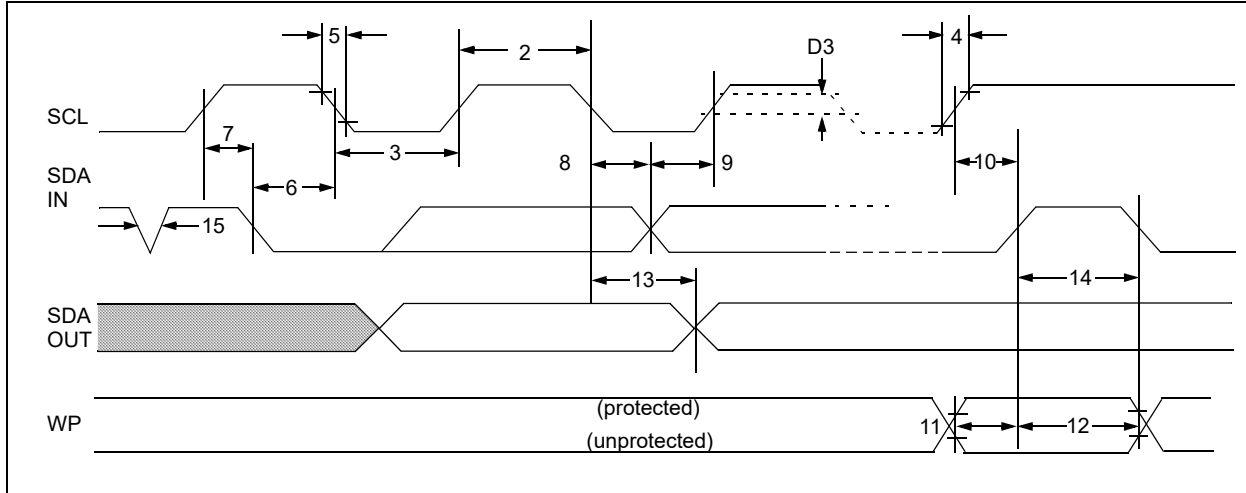 5
2
D3
4
SCL
7
3
8
9
10
SDA
IN
6
15
13
14
SDA
OUT
WP
(protected)
(unprotected)
11
12